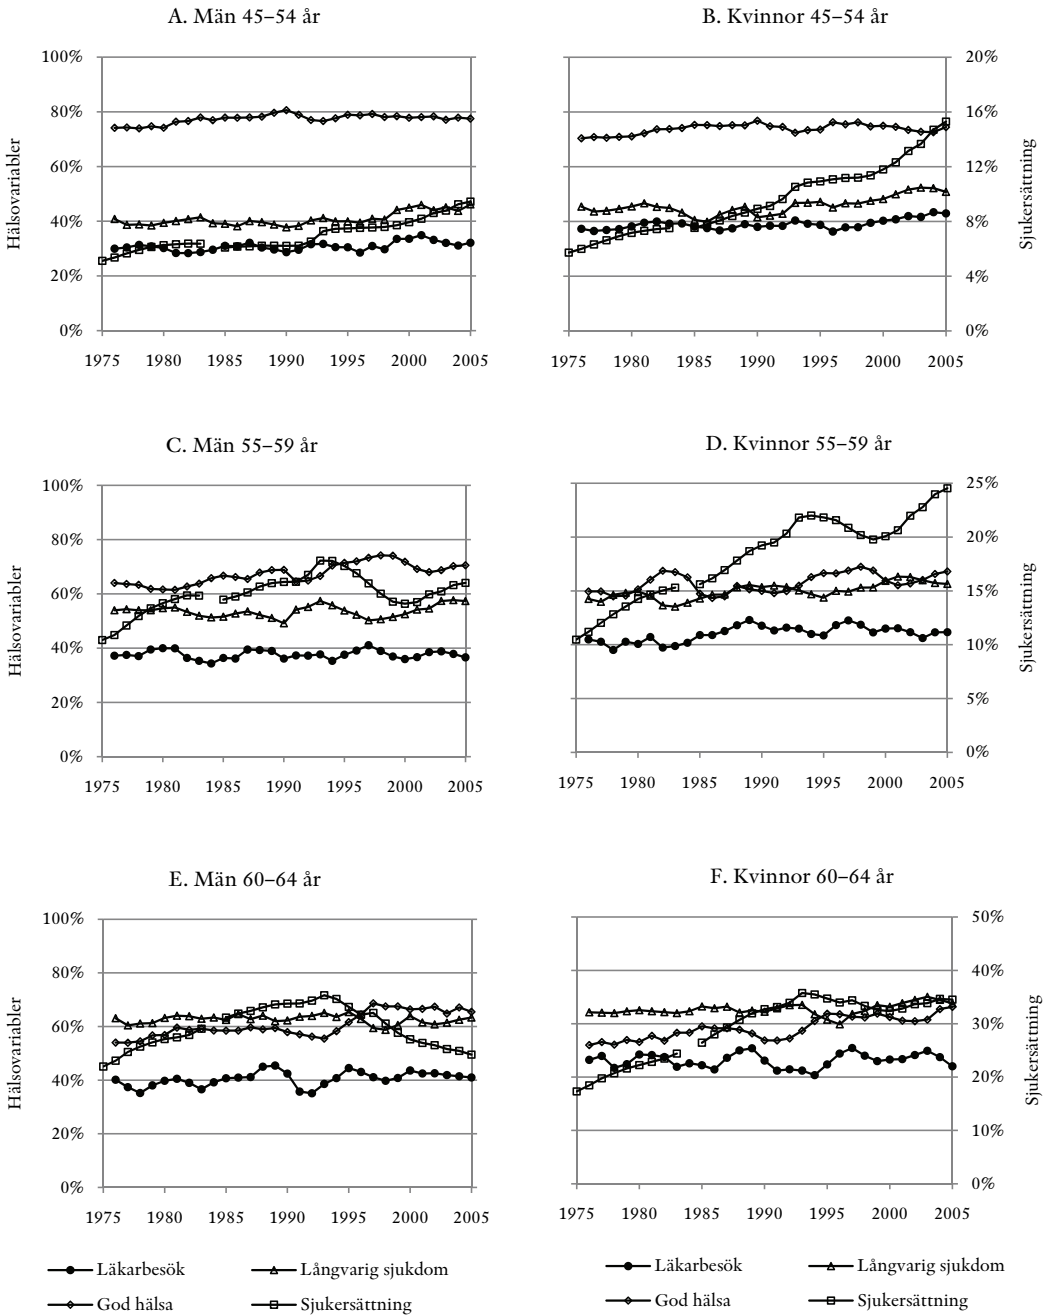 A. Män 45–54 år
B. Kvinnor 45–54 år
100%
80%
60%
40%
20%
0%
Hälsovariabler
1975 1980 1985 1990 1995 2000 2005
20%
16%
12%
8%
4%
0%
Sjukersättning
1975 1980 1985 1990 1995 2000 2005
C. Män 55–59 år
D. Kvinnor 55–59 år
100%
80%
60%
40%
20%
0%
Hälsovariabler
1975 1980 1985 1990 1995 2000 2005
25%
20%
15%
10%
5%
0%
Sjukersättning
1975 1980 1985 1990 1995 2000 2005
E. Män 60–64 år
F. Kvinnor 60–64 år
100%
80%
60%
40%
20%
0%
Hälsovariabler
1975 1980 1985 1990 1995 2000 2005
50%
40%
30%
20%
10%
0%
Sjukersättning
1975 1980 1985 1990 1995 2000 2005
Läkarbesök
Långvarig sjukdom
God hälsa
Sjukersättning
Läkarbesök
Långvarig sjukdom
God hälsa
Sjukersättning